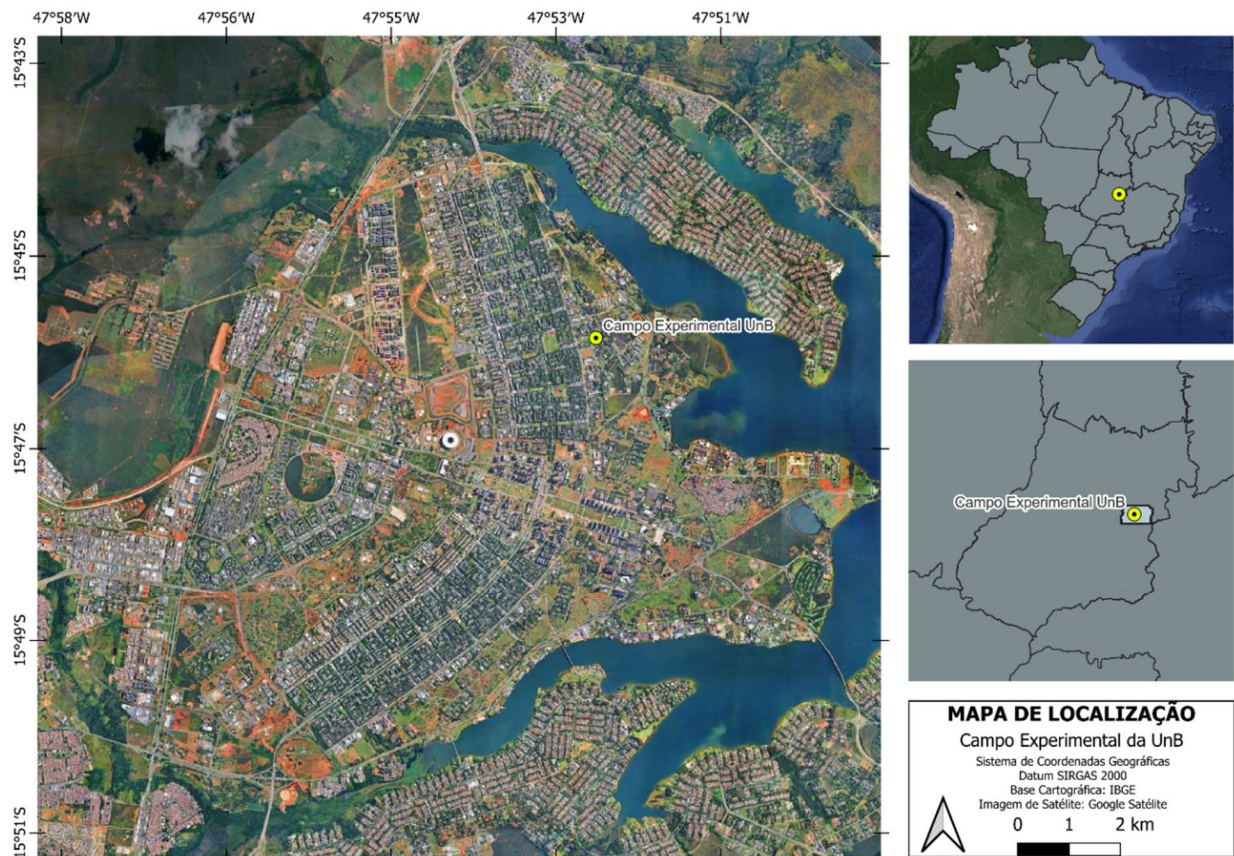 47°58’W
47°56’W
47°55’W
47°53’W
47°51’W
15°43’S
15°45’S
15°47’S
15°49’S
15°51’S
Campo Experimental UnB
Campo Experimental UnB
MAPA DE LOCALIZAÇÃO
Campo Experimental da UnB
Sistema de Coordenadas Geográficas
Datum SIRGAS 2000
Base Cartográfica: IBGE
Imagem de Satélite: Google Satélite
0 1 2 km